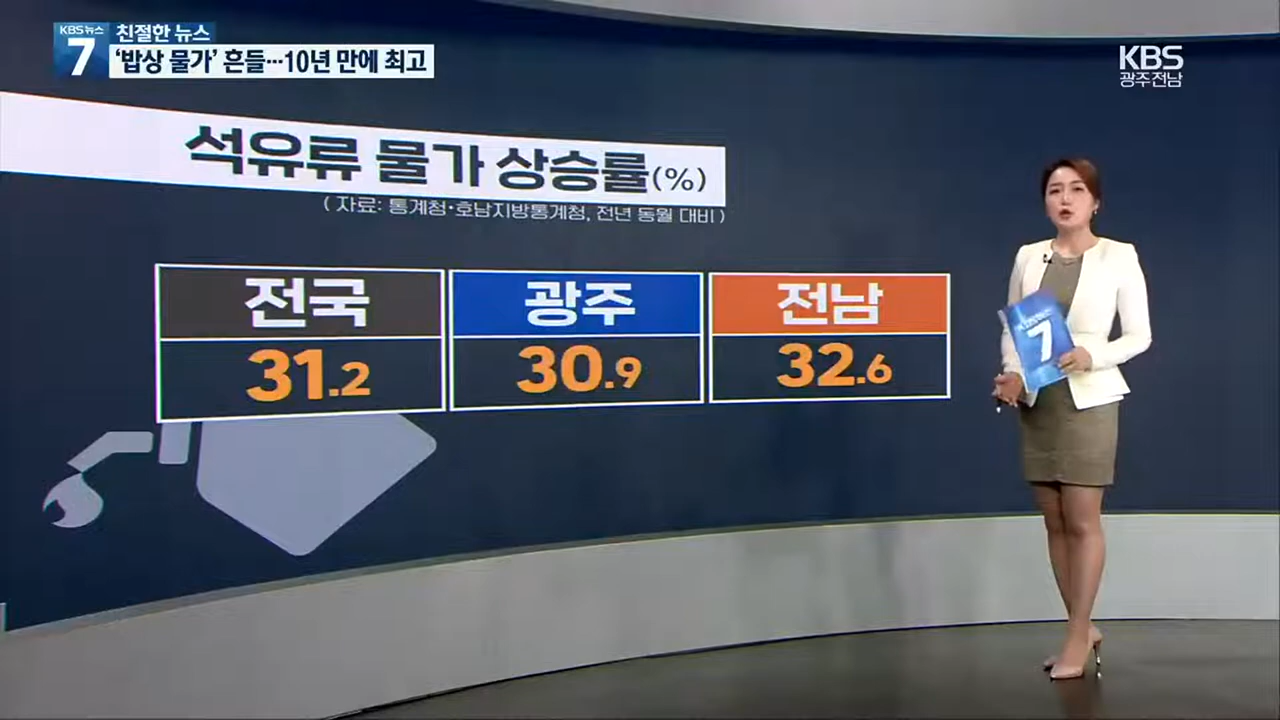 KBS뉴스
7
친절한 뉴스
‘밥상 물가’ 흔들…10년 만에 최고
KBS
광주전남
석유류 물가 상승률(%)
( 자료: 통계청·호남지방통계청, 전년 동월 대비 )
전국
광주
전남
31.2
30.9
32.6
7